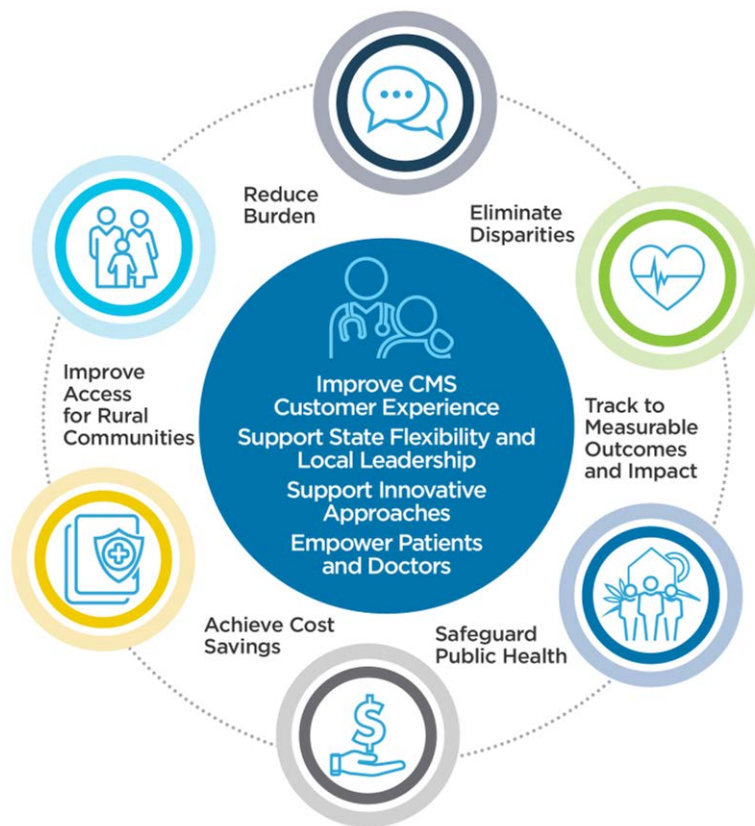 Reduce
Burden
Eliminate
Disparities
Improve
Access
for Rural
Communities
Improve CMS
Customer Experience
Support State Flexibility and
Local Leadership
Support Innovative
Approaches
Empower Patients
and Doctors
Track to
Measurable
Outcomes
and Impact
Achieve Cost
Savings
Safeguard
Public Health
$